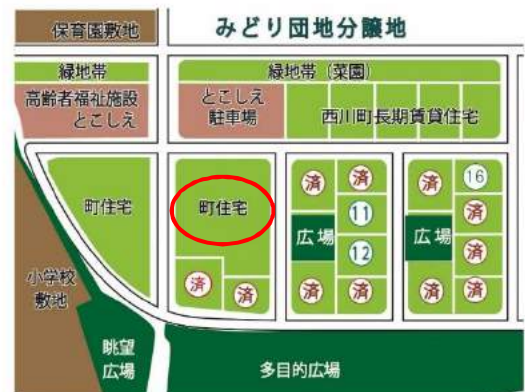 保育園敷地
みどり団地分譲地
緑地帯
緑地帯(菜園)
高齢者福祉施設
とこしえ
とこしえ
駐車場
西川町長期賃貸住宅
町住宅
町住宅
済
済
済
済
広場
11
12
済
済
済
16
広場
済
済
済
済
小学校
敷地
眺望
広場
多目的広場